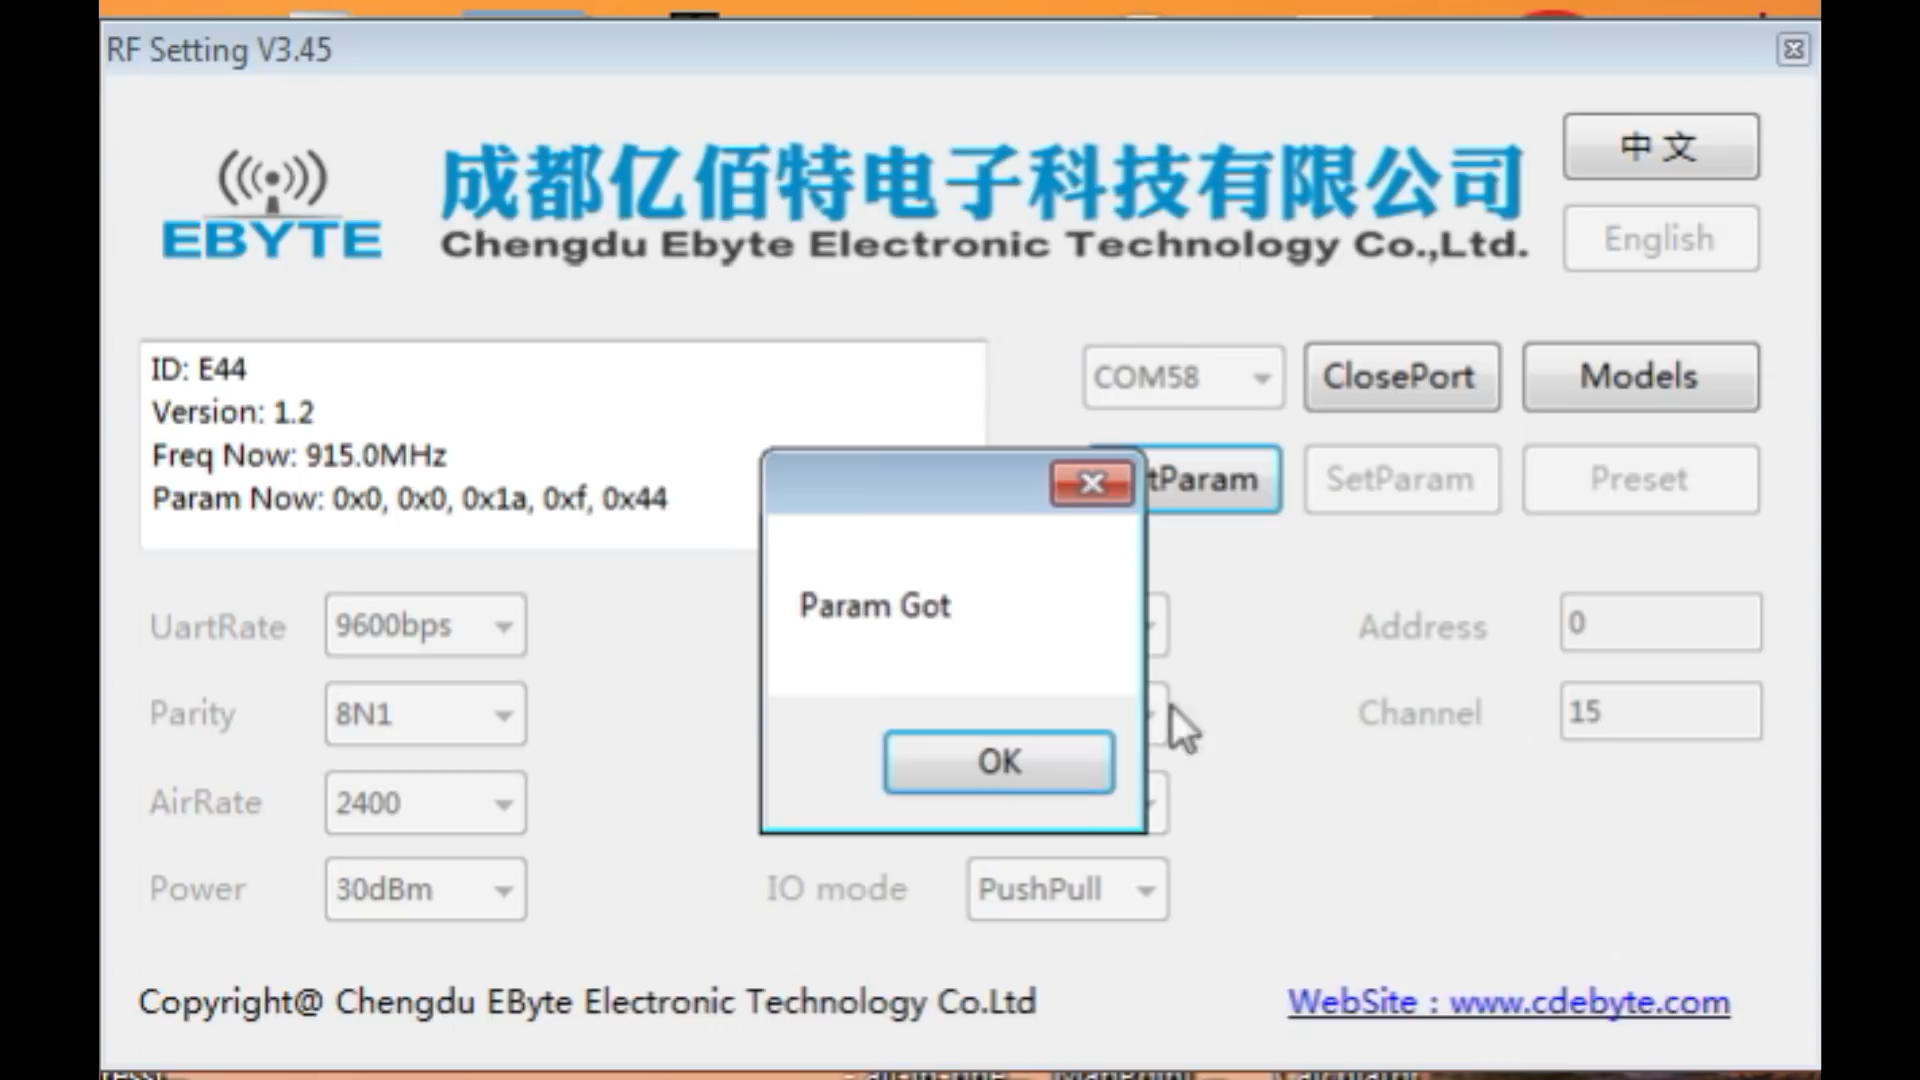 RF Setting V3.45
中文
成都亿佰特电子科技有限公司
EBYTE
Chengdu Ebyte Electronic Technology Co.,Ltd.
English
ID: E44
Version: 1.2
Freq Now: 915.0MHz
Param Now: 0x0, 0x0, 0x1a, 0xf, 0x44
COM58
ClosePort
Models
tParam
SetParam
Preset
Param Got
OK
UartRate
9600bps
Address
0
Parity
8N1
Channel
15
AirRate
2400
Power
30dBm
IO mode
PushPull
Copyright@ Chengdu EByte Electronic Technology Co.Ltd
WebSite : www.cdebyte.com